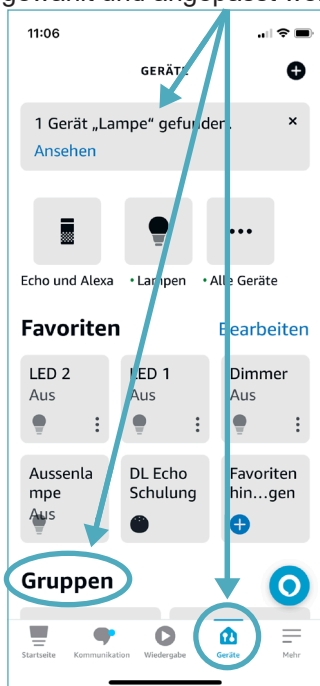 gewählt und angepasst we
11:06
GERÄTE
1 Gerät „Lampe“ gefunden.
×
Ansehen
Echo und Alexa
Lampen
Alle Geräte
Favoriten
Bearbeiten
LED 2
Aus
LED 1
Aus
Dimmer
Aus
Aussenla
mpe
Aus
DL Echo
Schulung
Favoriten
hin...gen
Gruppen
Startseite
Kommunikation
Wiedergabe
Geräte
Mehr